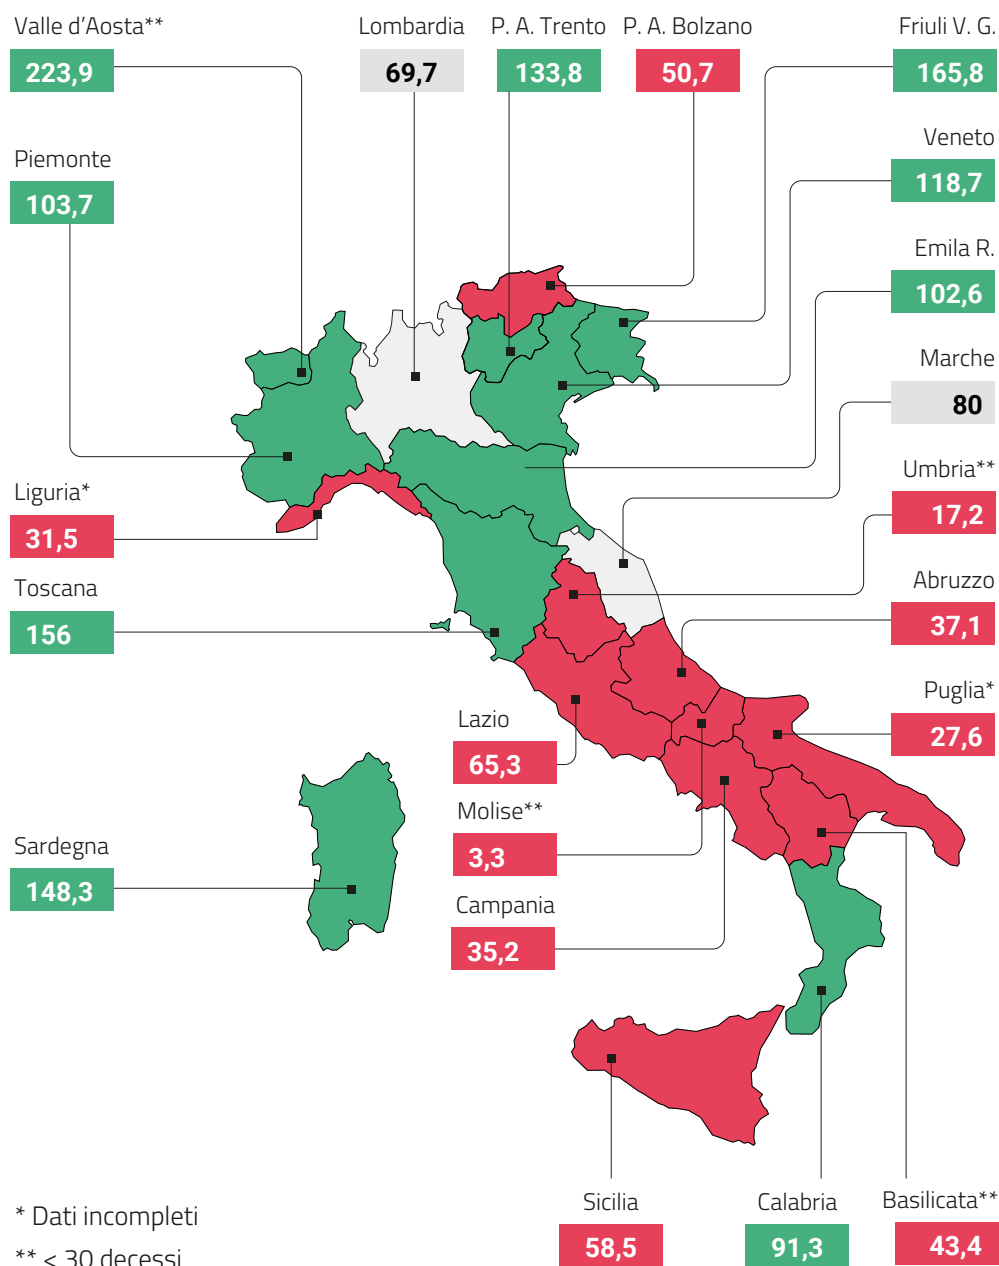 Valle d'Aosta**
223,9
Lombardia
69,7
P. A. Trento
133,8
P. A. Bolzano
50,7
Friuli V. G.
165,8
Piemonte
103,7
Veneto
118,7
Emila R.
102,6
Marche
80
Liguria*
31,5
Umbria**
17,2
Toscana
156
Abruzzo
37,1
Puglia*
27,6
Lazio
65,3
Molise**
3,3
Sardegna
148,3
Campania
35,2
Sicilia
58,5
Calabria
91,3
Basilicata**
43,4
* Dati incompleti
** < 30 decessi